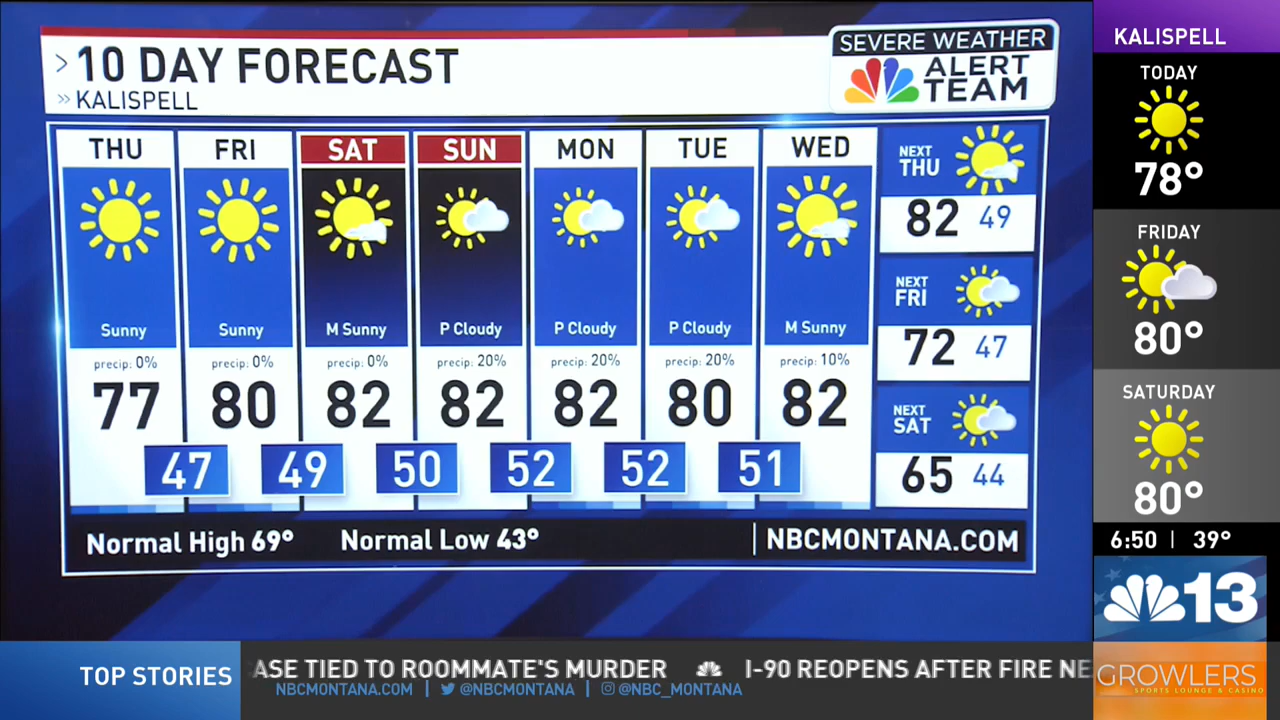 > 10 DAY FORECAST
» KALISPELL
SEVERE WEATHER
ALERT
TEAM
THU
FRI
SAT
SUN
MON
TUE
WED
Sunny
Sunny
M Sunny
P Cloudy
P Cloudy
P Cloudy
M Sunny
precip: 0%
precip: 0%
precip: 0%
precip: 20%
precip: 20%
precip: 20%
precip: 10%
77
80
82
82
82
80
82
47
49
50
52
52
51
NEXT
THU
82 49
NEXT
FRI
72 47
NEXT
SAT
65 44
Normal High 69° Normal Low 43° | NBCMONTANA.COM
KALISPELL
TODAY
78°
FRIDAY
80°
SATURDAY
80°
6:50 | 39°
13
TOP STORIES
ASE TIED TO ROOMMATE'S MURDER I-90 REOPENS AFTER FIRE NE
NBCMONTANA.COM | @NBCMONTANA | @NBC_MONTANA
GROWLERS
SPORTS LOUNGE & CASINO